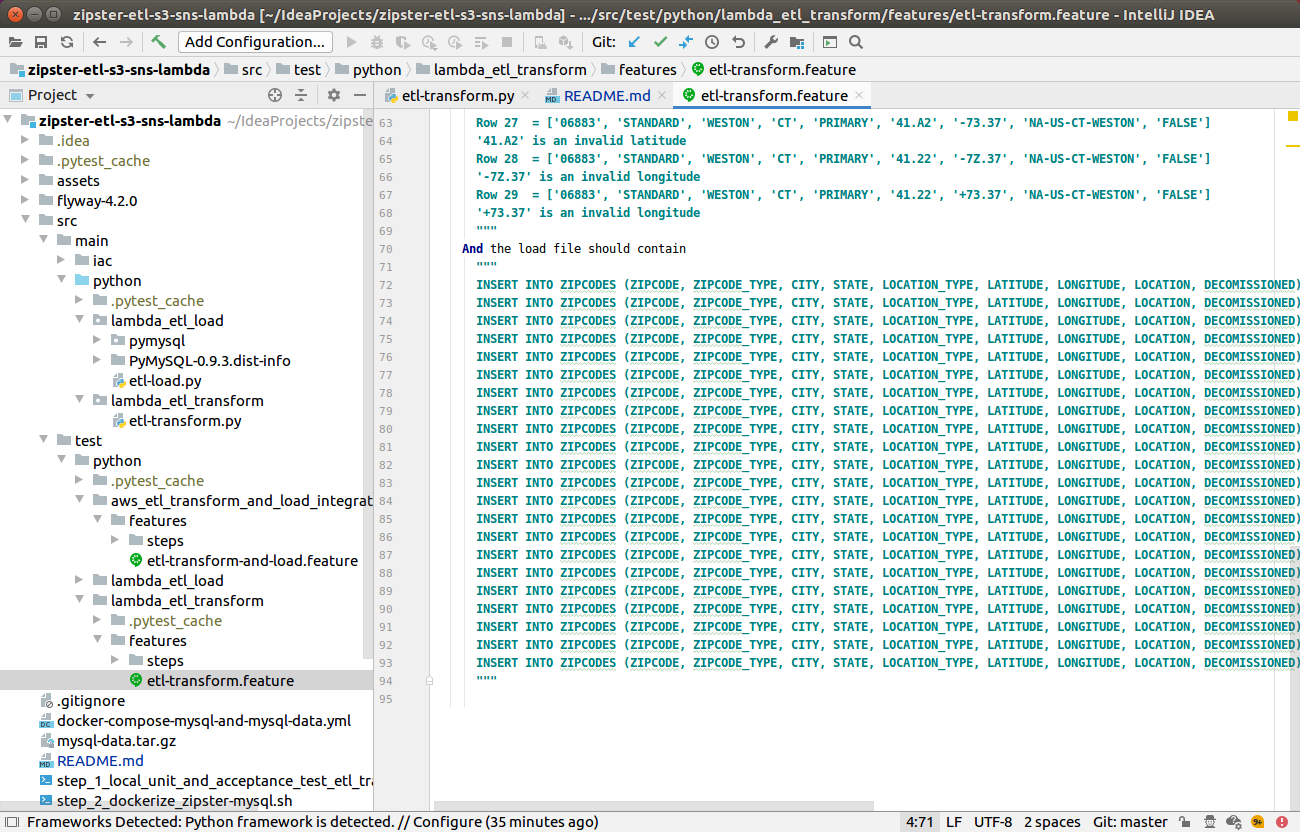 zipster-etl-s3-sns-lambda [~/IdeaProjects/zipster-etl-s3-sns-lambda] - .../src/test/python/lambda_etl_transform/features/etl-transform.feature - IntelliJ IDEA
Add Configuration...
Git:
zipster-etl-s3-sns-lambda
src
test
python
lambda_etl_transform
features
etl-transform.feature
Project
etl-transform.py
README.md
etl-transform.feature
zipster-etl-s3-sns-lambda ~/IdeaProjects/zipste
.idea
.pytest_cache
assets
flyway-4.2.0
src
main
iac
python
.pytest_cache
lambda_etl_load
pymysql
PyMySQL-0.9.3.dist-info
etl-load.py
lambda_etl_transform
etl-transform.py
test
python
.pytest_cache
aws_etl_transform_and_load_integrat
features
steps
etl-transform-and-load.feature
lambda_etl_load
lambda_etl_transform
.pytest_cache
features
steps
etl-transform.feature
.gitignore
docker-compose-mysql-and-mysql-data.yml
mysql-data.tar.gz
README.md
step_1_local_unit_and_acceptance_test_etl_tra
step_2_dockerize_zipster-mysql.sh
63 Row 27  = ['06883', 'STANDARD', 'WESTON', 'CT', 'PRIMARY', '41.A2', '-73.37', 'NA-US-CT-WESTON', 'FALSE']
64 '41.A2' is an invalid latitude
65 Row 28  = ['06883', 'STANDARD', 'WESTON', 'CT', 'PRIMARY', '41.22', '-7Z.37', 'NA-US-CT-WESTON', 'FALSE']
66 '-7Z.37' is an invalid longitude
67 Row 29  = ['06883', 'STANDARD', 'WESTON', 'CT', 'PRIMARY', '41.22', '+73.37', 'NA-US-CT-WESTON', 'FALSE']
68 '+73.37' is an invalid longitude
69 """
70 And the load file should contain
71 """
72 INSERT INTO ZIPCODES (ZIPCODE, ZIPCODE_TYPE, CITY, STATE, LOCATION_TYPE, LATITUDE, LONGITUDE, LOCATION, DECOMISSIONED)
73 INSERT INTO ZIPCODES (ZIPCODE, ZIPCODE_TYPE, CITY, STATE, LOCATION_TYPE, LATITUDE, LONGITUDE, LOCATION, DECOMISSIONED)
74 INSERT INTO ZIPCODES (ZIPCODE, ZIPCODE_TYPE, CITY, STATE, LOCATION_TYPE, LATITUDE, LONGITUDE, LOCATION, DECOMISSIONED)
75 INSERT INTO ZIPCODES (ZIPCODE, ZIPCODE_TYPE, CITY, STATE, LOCATION_TYPE, LATITUDE, LONGITUDE, LOCATION, DECOMISSIONED)
76 INSERT INTO ZIPCODES (ZIPCODE, ZIPCODE_TYPE, CITY, STATE, LOCATION_TYPE, LATITUDE, LONGITUDE, LOCATION, DECOMISSIONED)
77 INSERT INTO ZIPCODES (ZIPCODE, ZIPCODE_TYPE, CITY, STATE, LOCATION_TYPE, LATITUDE, LONGITUDE, LOCATION, DECOMISSIONED)
78 INSERT INTO ZIPCODES (ZIPCODE, ZIPCODE_TYPE, CITY, STATE, LOCATION_TYPE, LATITUDE, LONGITUDE, LOCATION, DECOMISSIONED)
79 INSERT INTO ZIPCODES (ZIPCODE, ZIPCODE_TYPE, CITY, STATE, LOCATION_TYPE, LATITUDE, LONGITUDE, LOCATION, DECOMISSIONED)
80 INSERT INTO ZIPCODES (ZIPCODE, ZIPCODE_TYPE, CITY, STATE, LOCATION_TYPE, LATITUDE, LONGITUDE, LOCATION, DECOMISSIONED)
81 INSERT INTO ZIPCODES (ZIPCODE, ZIPCODE_TYPE, CITY, STATE, LOCATION_TYPE, LATITUDE, LONGITUDE, LOCATION, DECOMISSIONED)
82 INSERT INTO ZIPCODES (ZIPCODE, ZIPCODE_TYPE, CITY, STATE, LOCATION_TYPE, LATITUDE, LONGITUDE, LOCATION, DECOMISSIONED)
83 INSERT INTO ZIPCODES (ZIPCODE, ZIPCODE_TYPE, CITY, STATE, LOCATION_TYPE, LATITUDE, LONGITUDE, LOCATION, DECOMISSIONED)
84 INSERT INTO ZIPCODES (ZIPCODE, ZIPCODE_TYPE, CITY, STATE, LOCATION_TYPE, LATITUDE, LONGITUDE, LOCATION, DECOMISSIONED)
85 INSERT INTO ZIPCODES (ZIPCODE, ZIPCODE_TYPE, CITY, STATE, LOCATION_TYPE, LATITUDE, LONGITUDE, LOCATION, DECOMISSIONED)
86 INSERT INTO ZIPCODES (ZIPCODE, ZIPCODE_TYPE, CITY, STATE, LOCATION_TYPE, LATITUDE, LONGITUDE, LOCATION, DECOMISSIONED)
87 INSERT INTO ZIPCODES (ZIPCODE, ZIPCODE_TYPE, CITY, STATE, LOCATION_TYPE, LATITUDE, LONGITUDE, LOCATION, DECOMISSIONED)
88 INSERT INTO ZIPCODES (ZIPCODE, ZIPCODE_TYPE, CITY, STATE, LOCATION_TYPE, LATITUDE, LONGITUDE, LOCATION, DECOMISSIONED)
89 INSERT INTO ZIPCODES (ZIPCODE, ZIPCODE_TYPE, CITY, STATE, LOCATION_TYPE, LATITUDE, LONGITUDE, LOCATION, DECOMISSIONED)
90 INSERT INTO ZIPCODES (ZIPCODE, ZIPCODE_TYPE, CITY, STATE, LOCATION_TYPE, LATITUDE, LONGITUDE, LOCATION, DECOMISSIONED)
91 INSERT INTO ZIPCODES (ZIPCODE, ZIPCODE_TYPE, CITY, STATE, LOCATION_TYPE, LATITUDE, LONGITUDE, LOCATION, DECOMISSIONED)
92 INSERT INTO ZIPCODES (ZIPCODE, ZIPCODE_TYPE, CITY, STATE, LOCATION_TYPE, LATITUDE, LONGITUDE, LOCATION, DECOMISSIONED)
93 INSERT INTO ZIPCODES (ZIPCODE, ZIPCODE_TYPE, CITY, STATE, LOCATION_TYPE, LATITUDE, LONGITUDE, LOCATION, DECOMISSIONED)
94 """
95
Frameworks Detected: Python framework is detected. // Configure (35 minutes ago)
4:71 LF UTF-8 2 spaces Git: master 9+